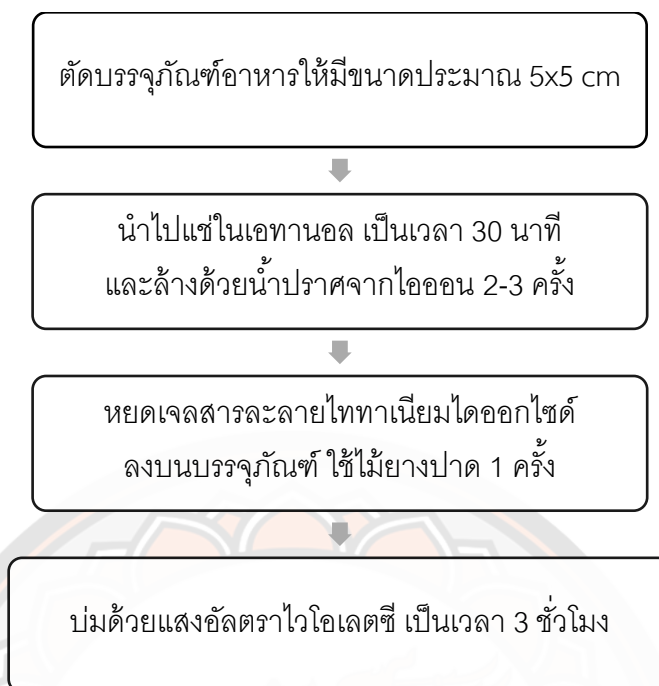 ตัดบรรจุภัณฑ์อาหารให้มีขนาดประมาณ 5x5 cm
นำไปแช่ในเอทานอล เป็นเวลา 30 นาที
และล้างด้วยน้ำปราศจากไอออน 2-3 ครั้ง
หยดเจลสารละลายไททาเนียมไดออกไซด์
ลงบนบรรจุภัณฑ์ ใช้ไม้ยางปาด 1 ครั้ง
บ่มด้วยแสงอัลตราไวโอเลตซี เป็นเวลา 3 ชั่วโมง